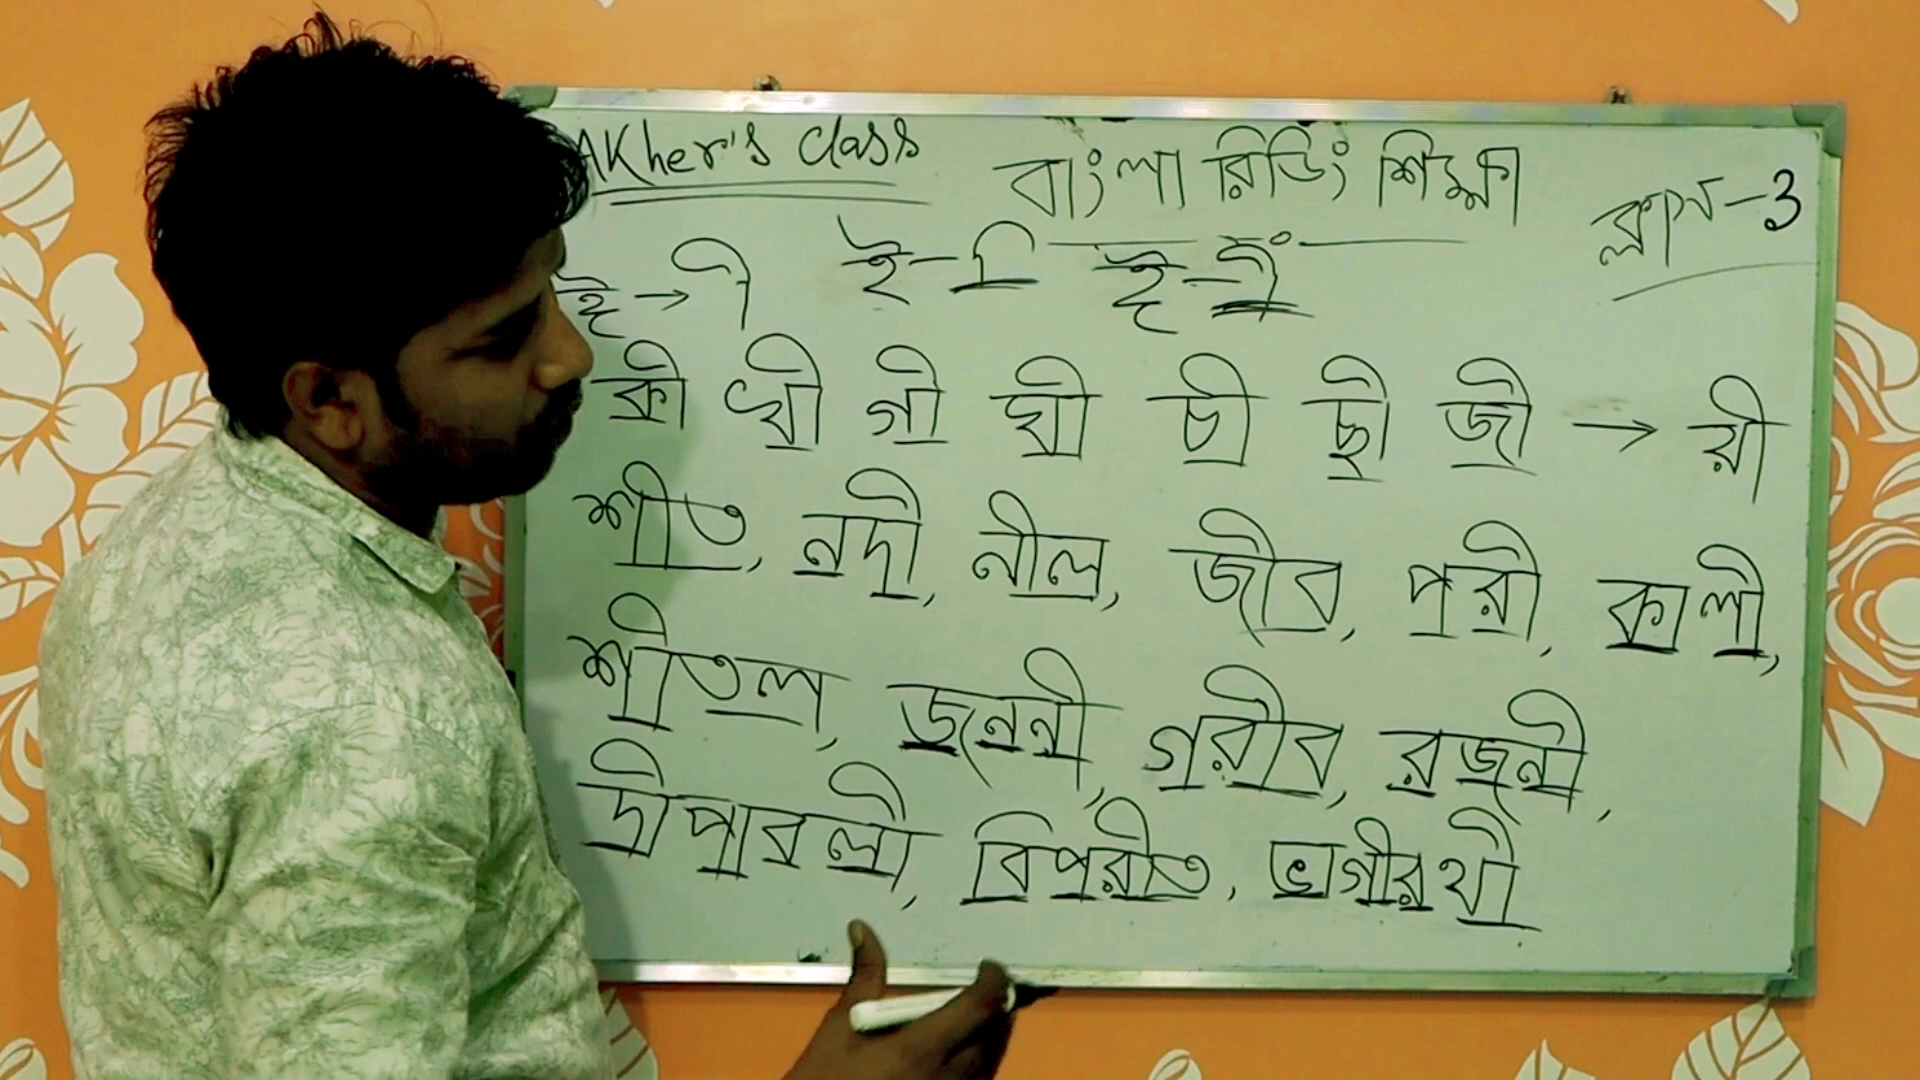 AKher's class
বাংলা রিডিং শিক্ষা
ক্লাস-3
ঈ → ী ই-ি ঈ-ী
কী খী গী ঘী চী ছী জী → য়ী
শীত, নদী, নীল, জীব, পরী, কালী,
শীতল, জননী, গরীব, রজনী,
দীপাবলী, বিপরীত, ভাগীরথী